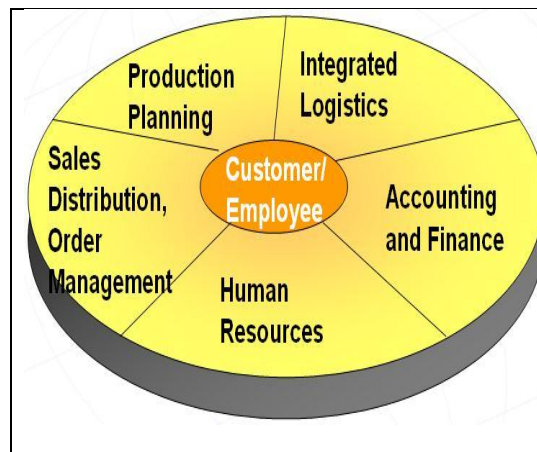 Production
Planning
Integrated
Logistics
Sales
Distribution,
Order
Management
Customer/
Employee
Accounting
and Finance
Human
Resources